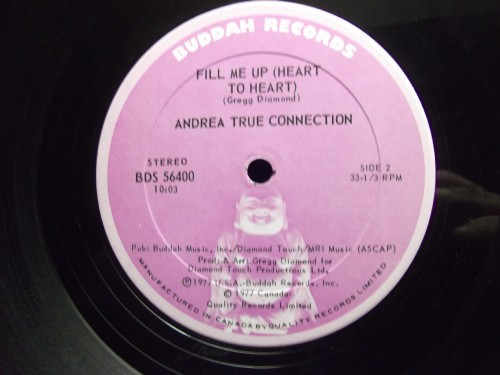 BUDDAH RECORDS
FILL ME UP (HEART
TO HEART)
(Gregg Diamond)
ANDREA TRUE CONNECTION
STEREO
BDS 56400
10:03
SIDE 2
33-1/3 RPM
Pub: Buddah Music, Inc./Diamond Touch/MRI Music (ASCAP)
Prod: & Arr: Gregg Diamond for
Diamond Touch Productions Ltd.
Ⓟ 1977 U.S.A.-Buddah Records, Inc.
© 1977 Canada:
Quality Records Limited
MANUFACTURED IN CANADA BY QUALITY RECORDS LIMITED